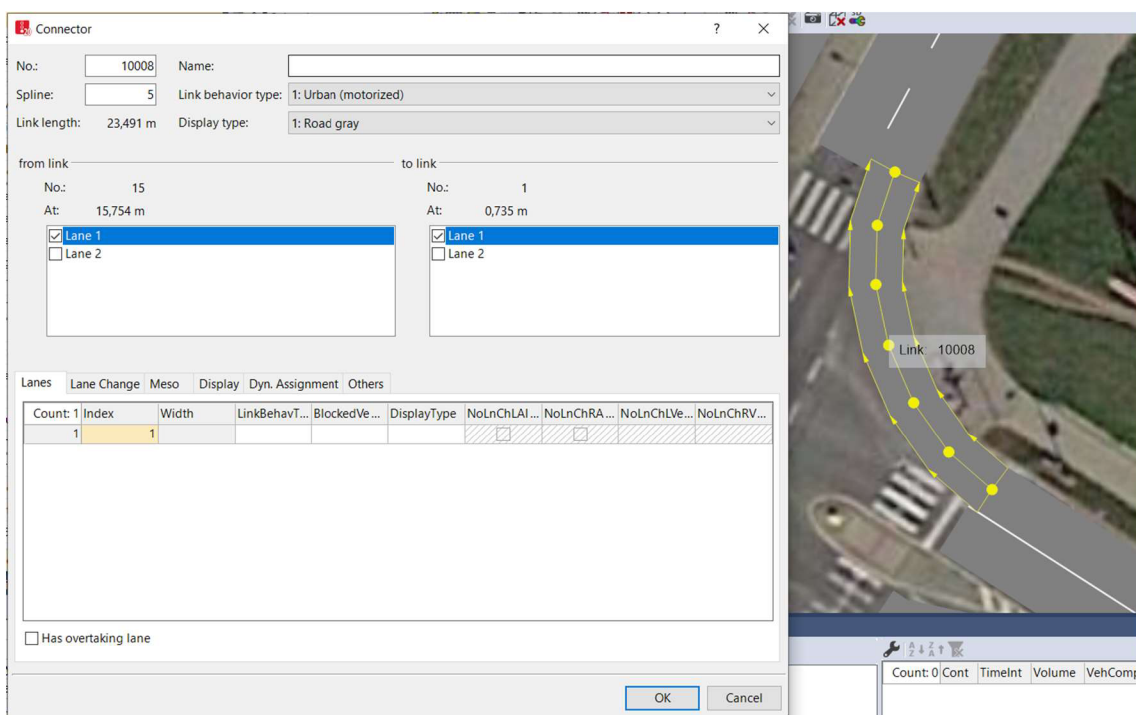 Connector
? ×
No.: 10008 Name:
Spline: 5 Link behavior type: 1: Urban (motorized)
Link length: 23,491 m Display type: 1: Road gray
from link to link
No.: 15 No.: 1
At: 15,754 m At: 0,735 m
Lane 1 Lane 1
Lane 2 Lane 2
Link: 10008
Lanes Lane Change Meso Display Dyn. Assignment Others
Count: 1 Index Width LinkBehavT... BlockedVe... DisplayType NoLnChLAl... NoLnChRA... NoLnChLVe... NoLnChRV...
1 1
Has overtaking lane
Count: 0 Cont TimeInt Volume VehComp
OK Cancel